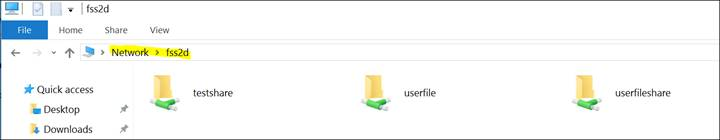 fss2d
File Home Share View
Network fss2d
Quick access
Desktop
Downloads
testshare userfile userfileshare